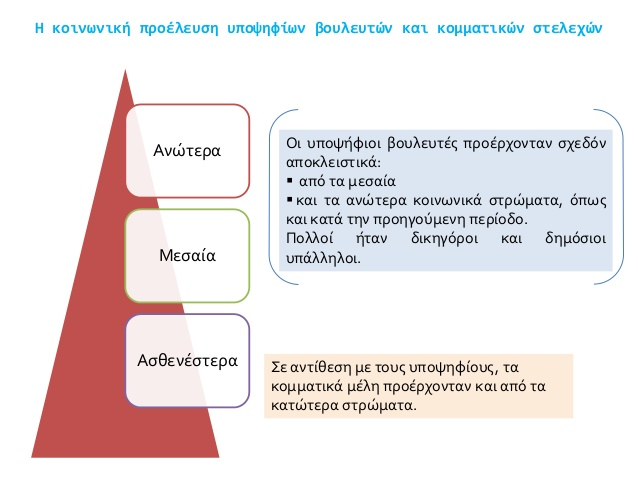 Η κοινωνική προέλευση υποψηφίων βουλευτών και κομματικών στελεχών
Ανώτερα
Οι υποψήφιοι βουλευτές προέρχονταν σχεδόν
αποκλειστικά:
▪ από τα μεσαία
▪ και τα ανώτερα κοινωνικά στρώματα, όπως
και κατά την προηγούμενη περίοδο.
Πολλοί ήταν δικηγόροι και δημόσιοι
υπάλληλοι.
Μεσαία
Ασθενέστερα
Σε αντίθεση με τους υποψηφίους, τα
κομματικά μέλη προέρχονταν και από τα
κατώτερα στρώματα.